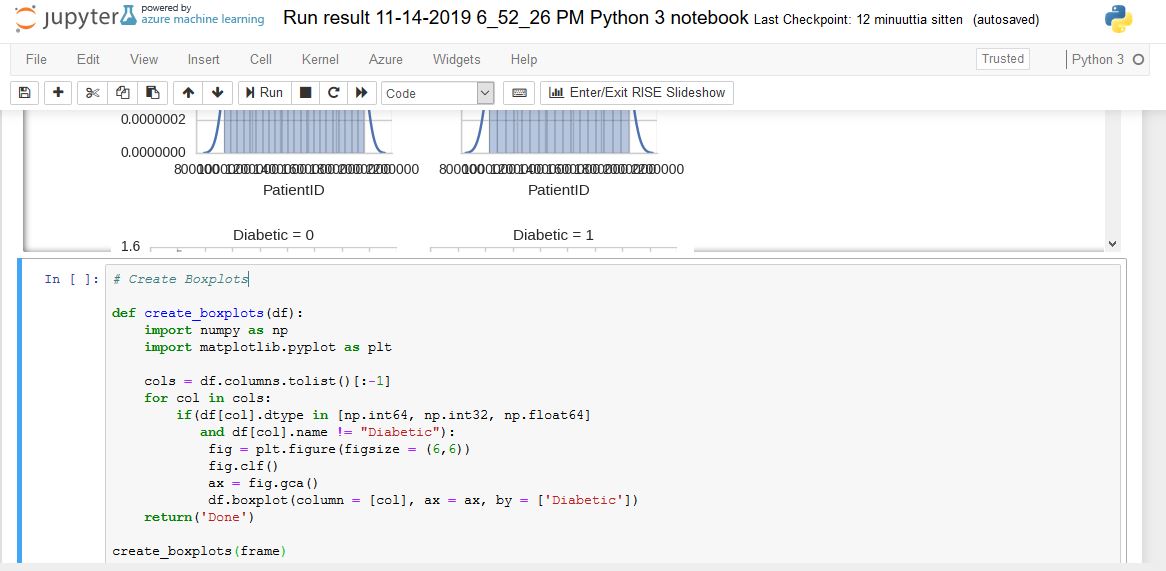 jupyter powered by azure machine learning Run result 11-14-2019 6_52_26 PM Python 3 notebook Last Checkpoint: 12 minuuttia sitten (autosaved)
File Edit View Insert Cell Kernel Azure Widgets Help Trusted Python 3
Run Code Enter/Exit RISE Slideshow
0.0000002
0.0000000
PatientID PatientID
Diabetic = 0 Diabetic = 1
1.6
In [ ]: # Create Boxplots
def create_boxplots(df):
import numpy as np
import matplotlib.pyplot as plt
cols = df.columns.tolist()[:-1]
for col in cols:
if(df[col].dtype in [np.int64, np.int32, np.float64]
and df[col].name != "Diabetic"):
fig = plt.figure(figsize = (6,6))
fig.clf()
ax = fig.gca()
df.boxplot(column = [col], ax = ax, by = ['Diabetic'])
return('Done')
create_boxplots(frame)